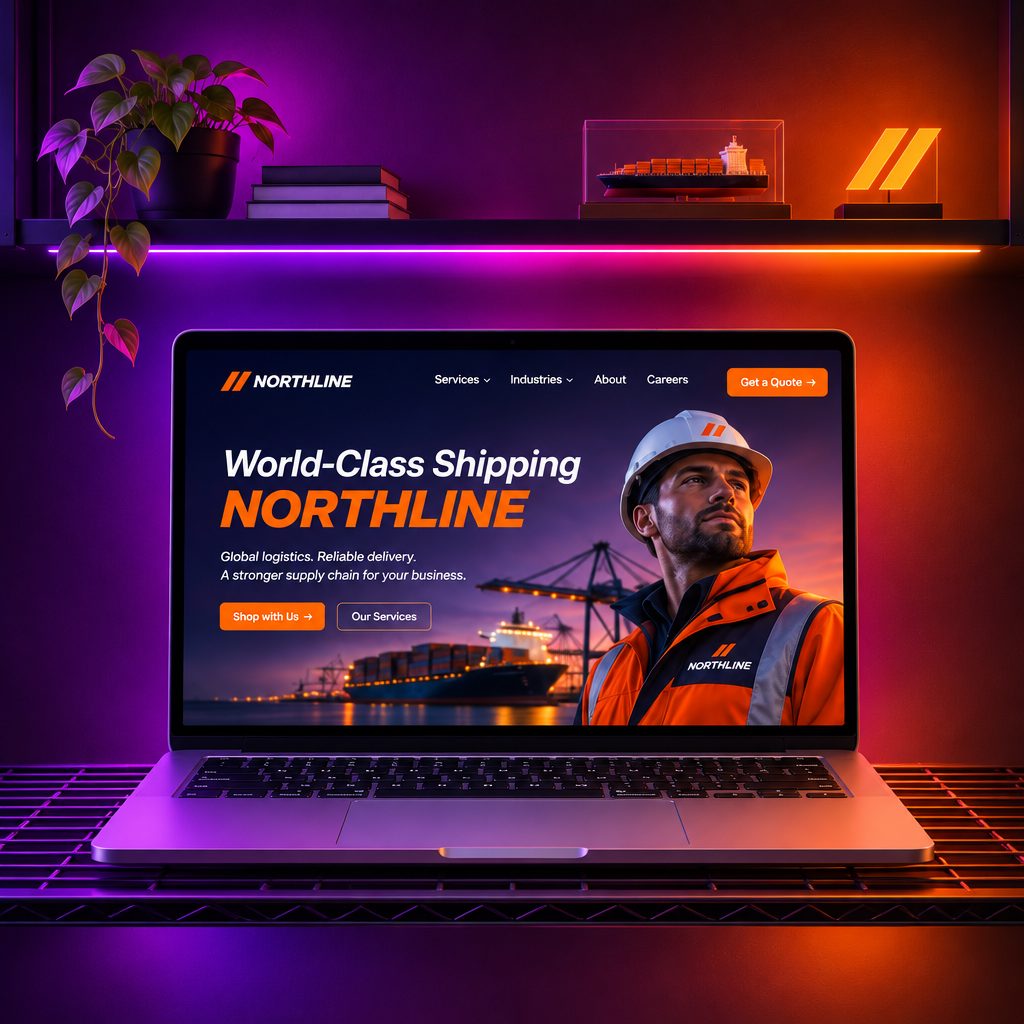 NORTHLINE
Services
Industries
About
Careers
Get a Quote →
World-Class Shipping
NORTHLINE
Global logistics. Reliable delivery.
A stronger supply chain for your business.
Shop with Us →
Our Services
NORTHLINE